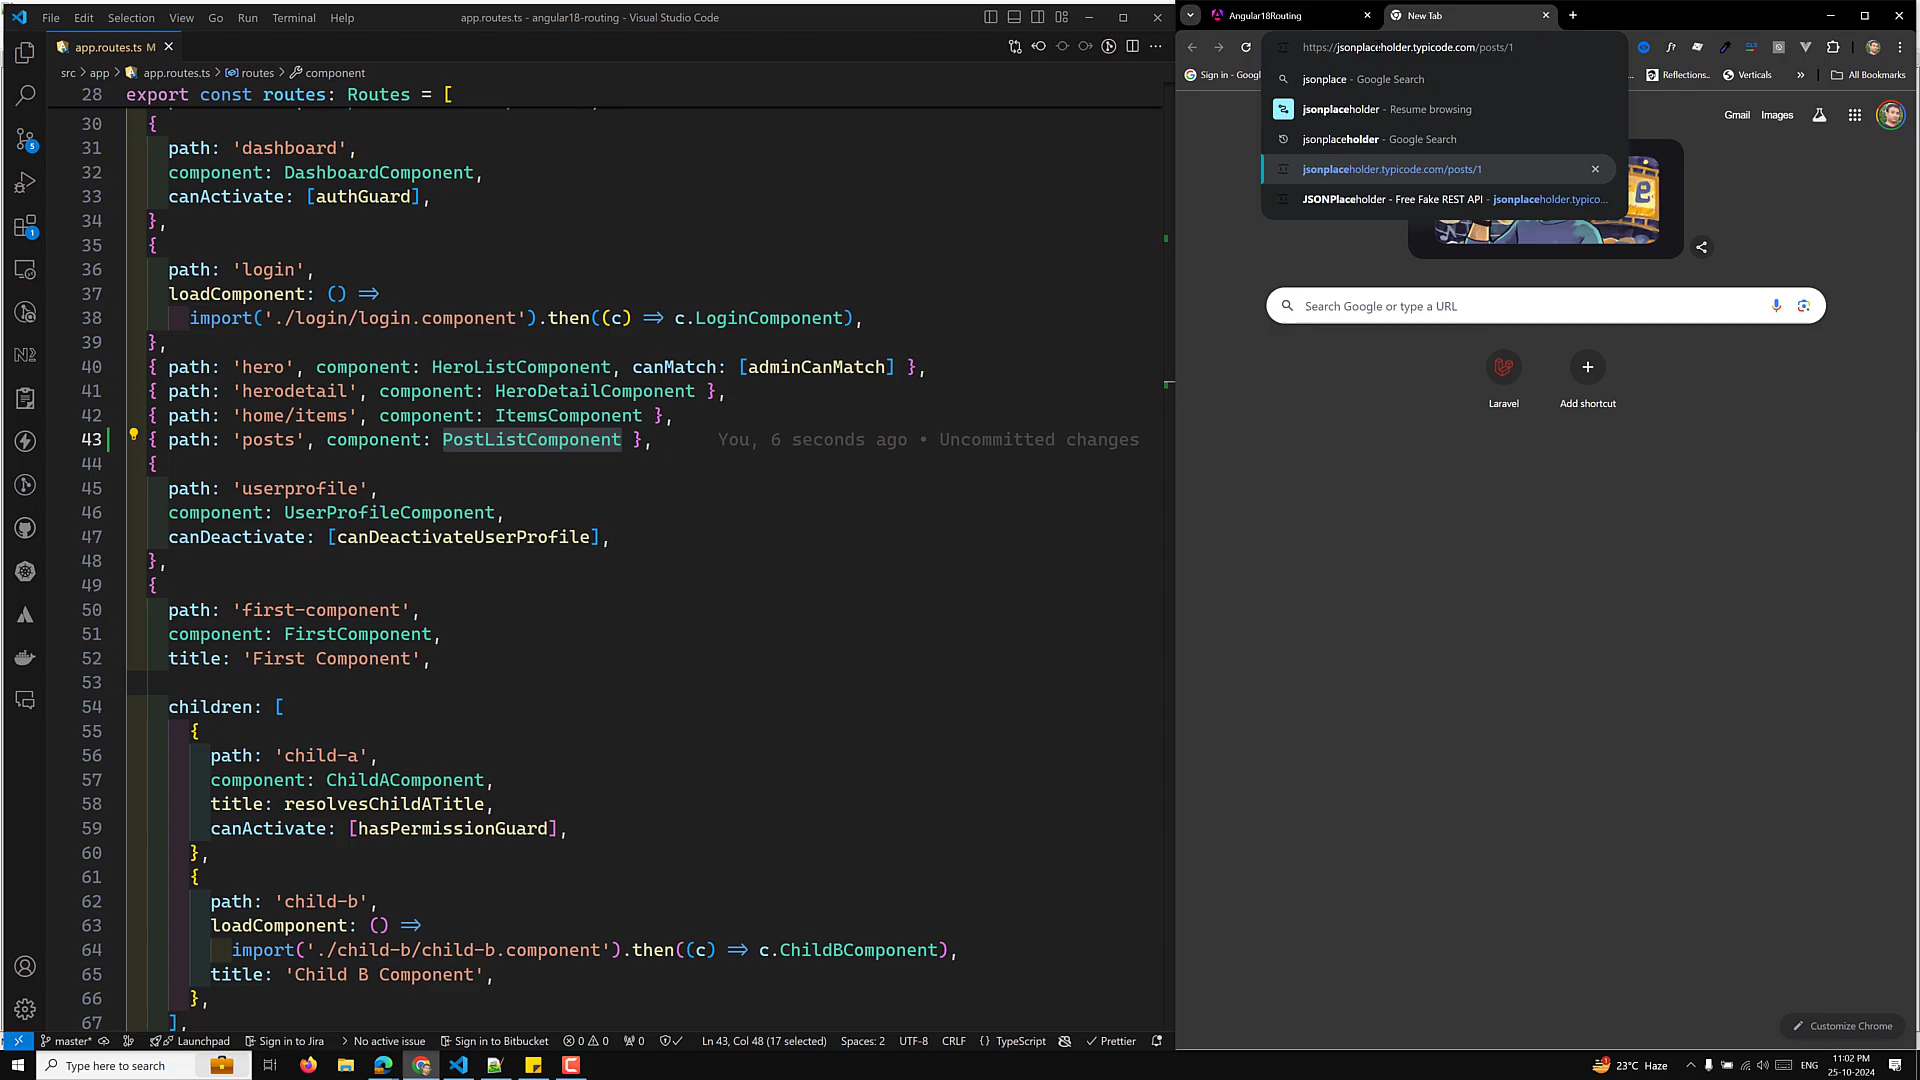 File Edit Selection View Go Run Terminal Help
app.routes.ts - angular18-routing - Visual Studio Code
app.routes.ts M
src > app > app.routes.ts > routes > component
28 export const routes: Routes = [
30 {
31 path: 'dashboard',
32 component: DashboardComponent,
33 canActivate: [authGuard],
34 },
35 {
36 path: 'login',
37 loadComponent: () =>
38 import('./login/login.component').then((c) => c.LoginComponent),
39 },
40 { path: 'hero', component: HeroListComponent, canMatch: [adminCanMatch] },
41 { path: 'herodetail', component: HeroDetailComponent },
42 { path: 'home/items', component: ItemsComponent },
43 { path: 'posts', component: PostListComponent }, You, 6 seconds ago • Uncommitted changes
44 {
45 path: 'userprofile',
46 component: UserProfileComponent,
47 canDeactivate: [canDeactivateUserProfile],
48 },
49 {
50 path: 'first-component',
51 component: FirstComponent,
52 title: 'First Component',
53
54 children: [
55 {
56 path: 'child-a',
57 component: ChildAComponent,
58 title: resolvesChildATitle,
59 canActivate: [hasPermissionGuard],
60 },
61 {
62 path: 'child-b',
63 loadComponent: () =>
64 import('./child-b/child-b.component').then((c) => c.ChildBComponent),
65 title: 'Child B Component',
66 },
67 ],
5
1
master* Launchpad Sign in to Jira No active issue Sign in to Bitbucket 0 0 0 Ln 43, Col 48 (17 selected) Spaces: 2 UTF-8 CRLF {} TypeScript Prettier
Angular18Routing
New Tab
https://jsonplaceholder.typicode.com/posts/1
jsonplace - Google Search
jsonplaceholder - Resume browsing
jsonplaceholder - Google Search
jsonplaceholder.typicode.com/posts/1
JSONPlaceholder - Free Fake REST API - jsonplaceholder.typico...
Sign in - Googl
Reflections..
Verticals
All Bookmarks
Gmail Images
Search Google or type a URL
Laravel
Add shortcut
Customize Chrome
Type here to search
23°C Haze
ENG
11:02 PM
25-10-2024